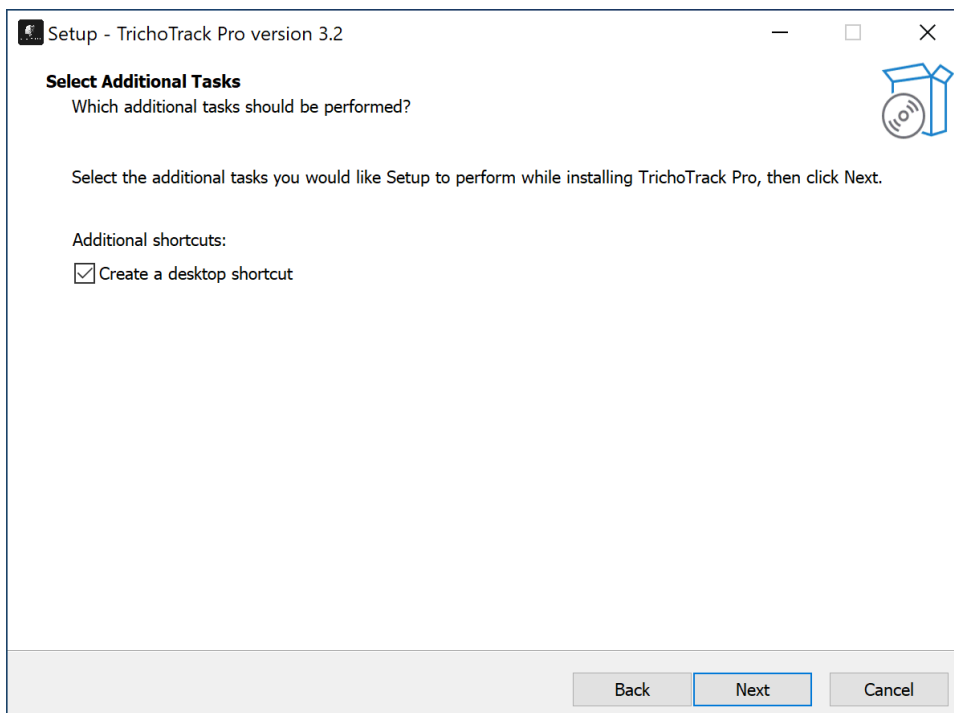 Setup - TrichoTrack Pro version 3.2
Select Additional Tasks
Which additional tasks should be performed?
Select the additional tasks you would like Setup to perform while installing TrichoTrack Pro, then click Next.
Additional shortcuts:
Create a desktop shortcut
Back Next Cancel